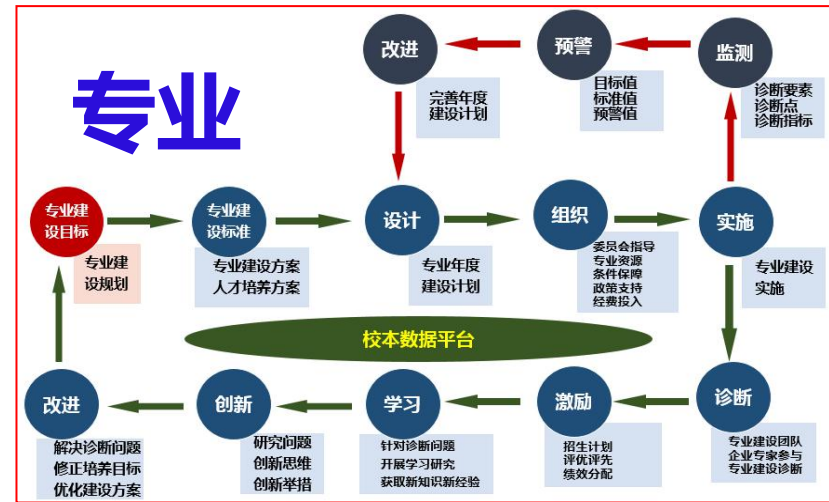 专业
改进
完善年度
建设计划
预警
目标值
标准值
预警值
监测
诊断要素
诊断点
诊断指标
专业建
设目标
专业建
设规划
专业建
设标准
专业建设方案
人才培养方案
设计
专业年度
建设计划
组织
委员会指导
专业资源
条件保障
政策支持
经费投入
实施
专业建设
实施
校本数据平台
改进
解决诊断问题
修正培养目标
优化建设方案
创新
研究问题
创新思维
创新举措
学习
针对诊断问题
开展学习研究
获取新知识新经验
激励
招生计划
评优评先
绩效分配
诊断
专业建设团队
企业专家参与
专业建设诊断